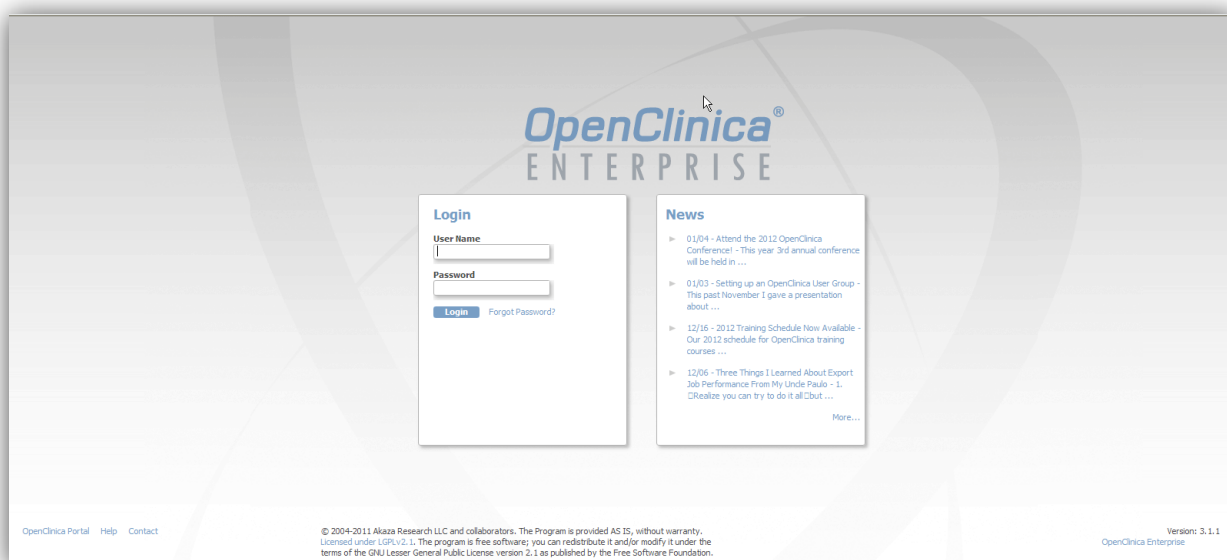 OpenClinica®
ENTERPRISE
Login
User Name
Password
Login Forgot Password?
News
01/04 - Attend the 2012 OpenClinica
Conference! - This year 3rd annual conference
will be held in ...
01/03 - Setting up an OpenClinica User Group -
This past November I gave a presentation
about ...
12/16 - 2012 Training Schedule Now Available -
Our 2012 schedule for OpenClinica training
courses ...
12/06 - Three Things I Learned About Export
Job Performance From My Uncle Paulo - 1.
▯Realize you can try to do it all▯but ...
More...
OpenClinica Portal Help Contact
© 2004-2011 Akaza Research LLC and collaborators. The Program is provided AS IS, without warranty.
Licensed under LGPLv2.1. The program is free software; you can redistribute it and/or modify it under the
terms of the GNU Lesser General Public License version 2.1 as published by the Free Software Foundation.
Version: 3.1.1
OpenClinica Enterprise